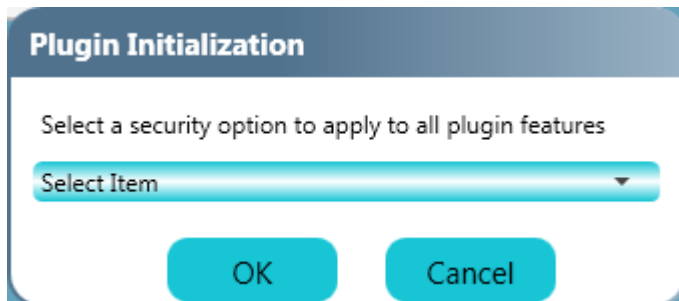 Plugin Initialization
Select a security option to apply to all plugin features
Select Item
OK
Cancel